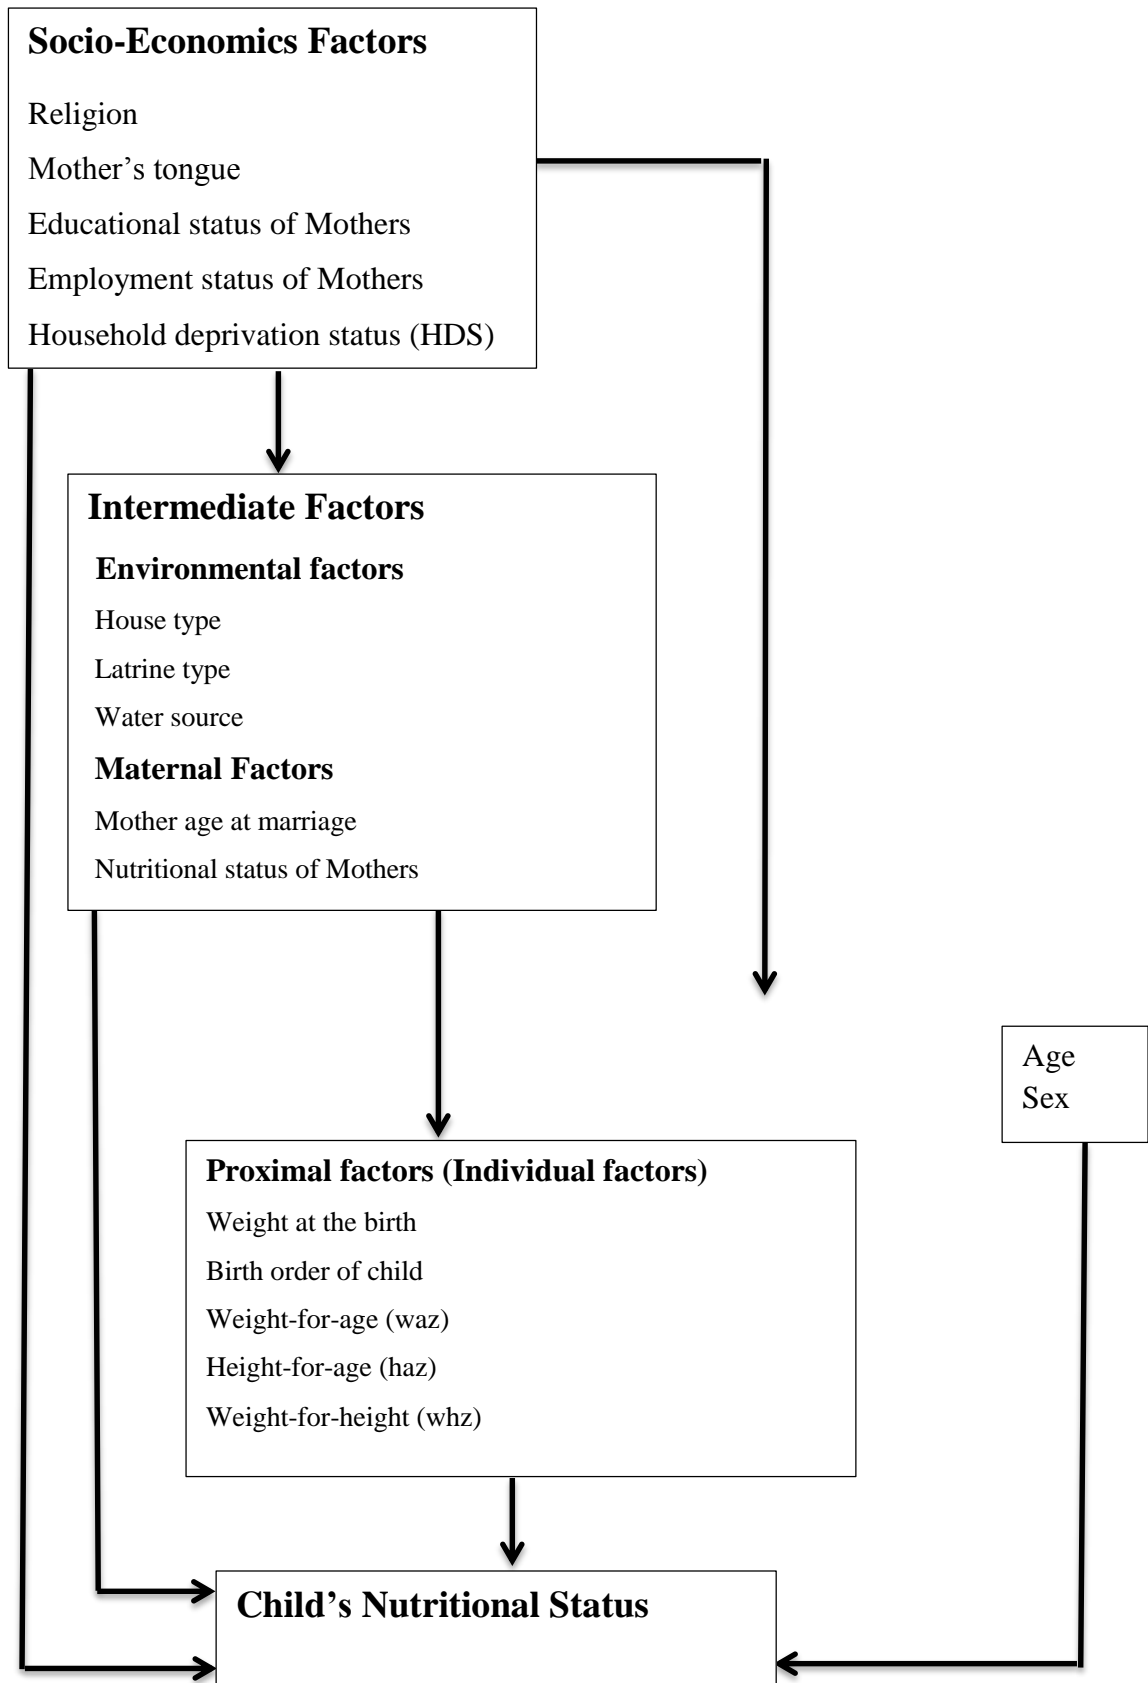 Socio-Economics Factors
Religion
Mother’s tongue
Educational status of Mothers
Employment status of Mothers
Household deprivation status (HDS)
Intermediate Factors
Environmental factors
House type
Latrine type
Water source
Maternal Factors
Mother age at marriage
Nutritional status of Mothers
Age
Sex
Proximal factors (Individual factors)
Weight at the birth
Birth order of child
Weight-for-age (waz)
Height-for-age (haz)
Weight-for-height (whz)
Child’s Nutritional Status